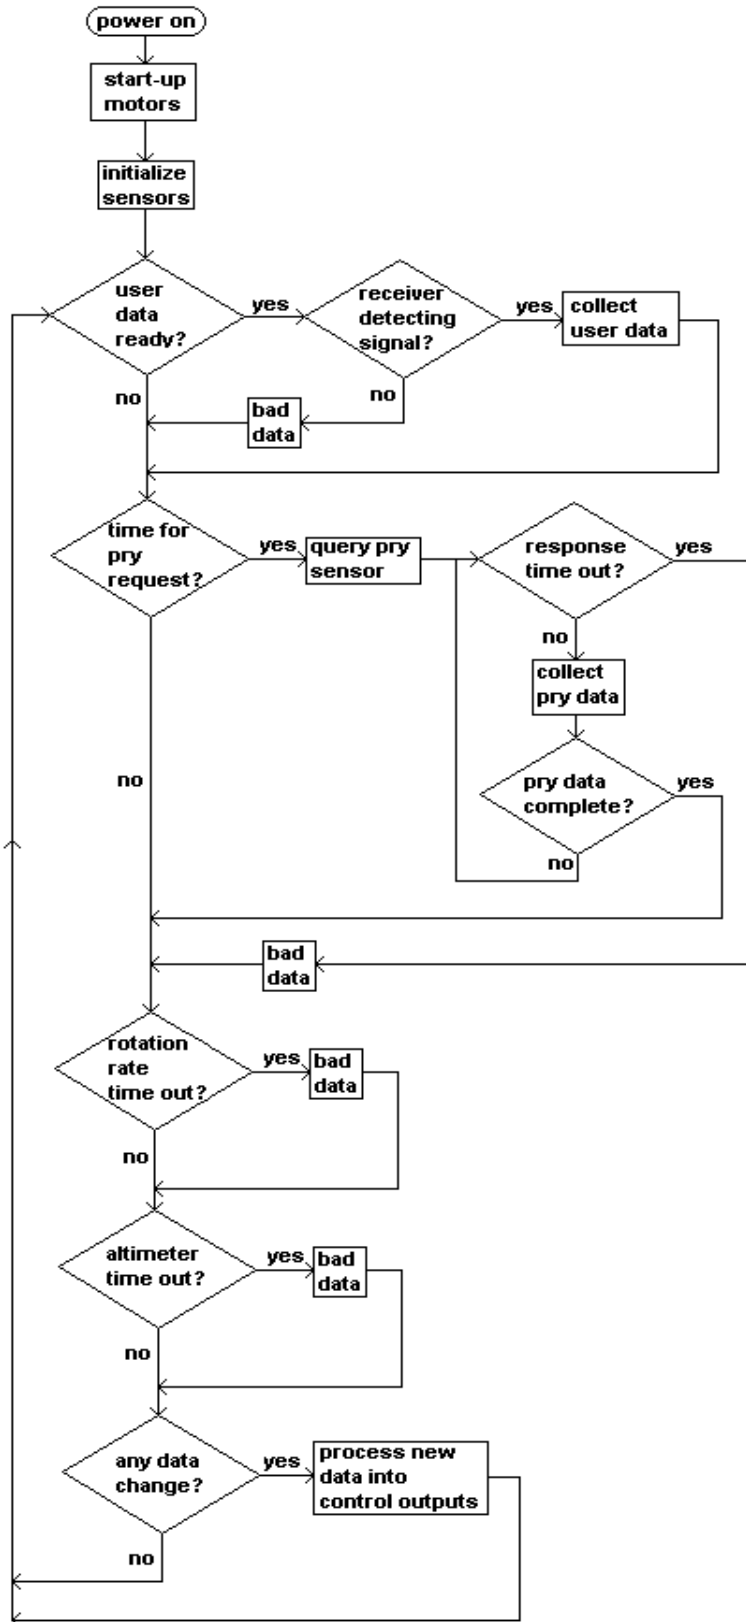 power on
start-up
motors
initialize
sensors
user
data
ready?
yes
receiver
detecting
signal?
yes
collect
user data
no
no
bad
data
time for
pry
request?
yes
query pry
sensor
response
time out?
yes
no
collect
pry data
no
pry data
complete?
yes
no
bad
data
rotation
rate
time out?
yes
bad
data
no
altimeter
time out?
yes
bad
data
no
any data
change?
yes
process new
data into
control outputs
no